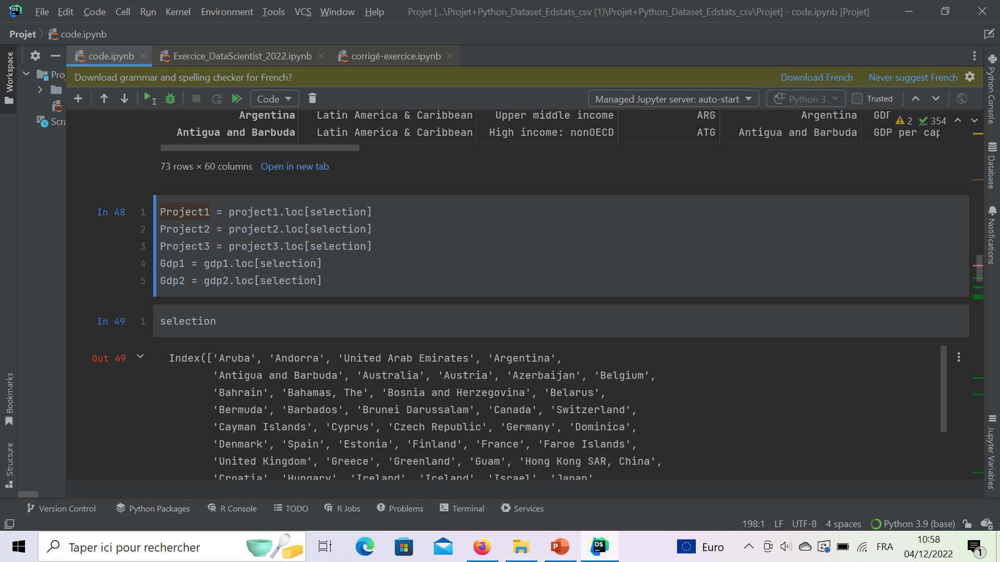 File Edit Code Cell Run Kernel Environment Tools VCS Window Help Projet [...\Projet+Python_Dataset_Edstats_csv (1)\Projet+Python_Dataset_Edstats_csv\Projet] - code.ipynb [Projet]
Projet code.ipynb
code.ipynb Exercice_DataScientist_2022.ipynb corrigé-exercice.ipynb
Workspace
Proj
Scra
Download grammar and spelling checker for French? Download French Never suggest French
Code Managed Jupyter server: auto-start Python 3 Trusted
Argentina Latin America & Caribbean Upper middle income ARG Argentina GDP
2 354
Antigua and Barbuda Latin America & Caribbean High income: nonOECD ATG Antigua and Barbuda GDP per cap
73 rows × 60 columns Open in new tab
In 48 1 Project1 = project1.loc[selection]
2 Project2 = project2.loc[selection]
3 Project3 = project3.loc[selection]
4 Gdp1 = gdp1.loc[selection]
5 Gdp2 = gdp2.loc[selection]
In 49 1 selection
Out 49 Index(['Aruba', 'Andorra', 'United Arab Emirates', 'Argentina',
'Antigua and Barbuda', 'Australia', 'Austria', 'Azerbaijan', 'Belgium',
'Bahrain', 'Bahamas, The', 'Bosnia and Herzegovina', 'Belarus',
'Bermuda', 'Barbados', 'Brunei Darussalam', 'Canada', 'Switzerland',
'Cayman Islands', 'Cyprus', 'Czech Republic', 'Germany', 'Dominica',
'Denmark', 'Spain', 'Estonia', 'Finland', 'France', 'Faroe Islands',
'United Kingdom', 'Greece', 'Greenland', 'Guam', 'Hong Kong SAR, China',
'Croatia', 'Hungary', 'Ireland', 'Iceland', 'Israel', 'Japan',
Bookmarks
Structure
Python Console
Database
Notifications
Jupyter Variables
Version Control Python Packages R Console TODO R Jobs Problems Terminal Services
198:1 LF UTF-8 4 spaces Python 3.9 (base)
Taper ici pour rechercher Euro FRA
10:58
04/12/2022
1
DS